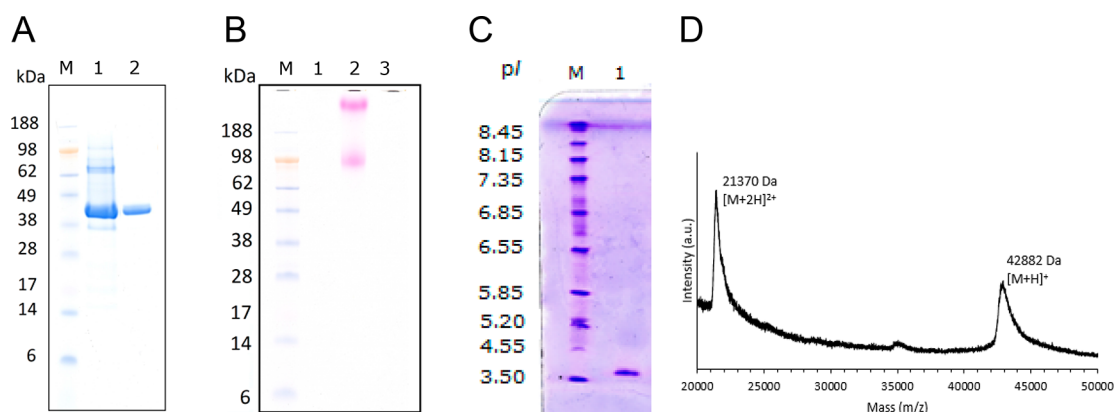 A
kDa M 1 2
188
98
62
49
38
28
17
14
6
B
kDa M 1 2 3
188
98
62
49
38
28
17
14
6
C
pI M 1
8.45
8.15
7.35
6.85
6.55
5.85
5.20
4.55
3.50
D
21370 Da
[M+2H]²⁺
42882 Da
[M+H]⁺
Intensity (a.u.)
20000 25000 30000 35000 40000 45000 50000
Mass (m/z)